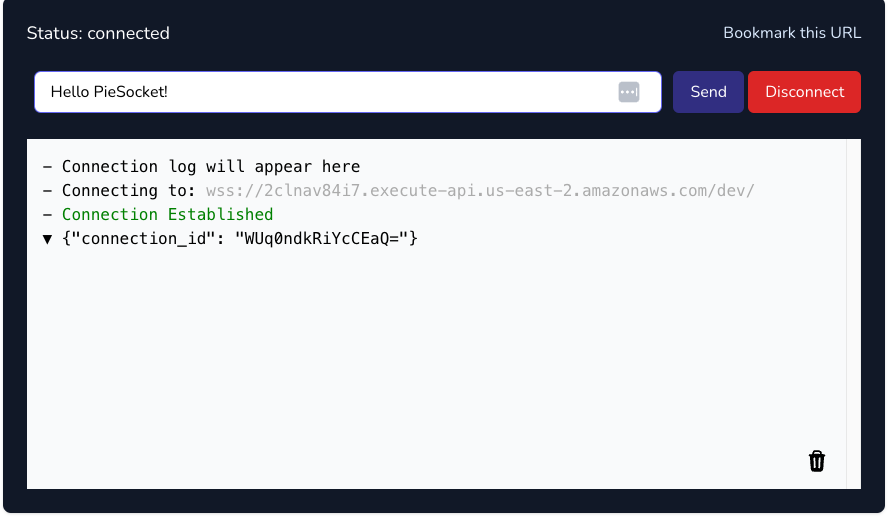 Status: connected
Bookmark this URL
Hello PieSocket!
Send
Disconnect
– Connection log will appear here
– Connecting to: wss://2clnav84i7.execute-api.us-east-2.amazonaws.com/dev/
– Connection Established
▼ {"connection_id": "WUq0ndkRiYcCEaQ="}